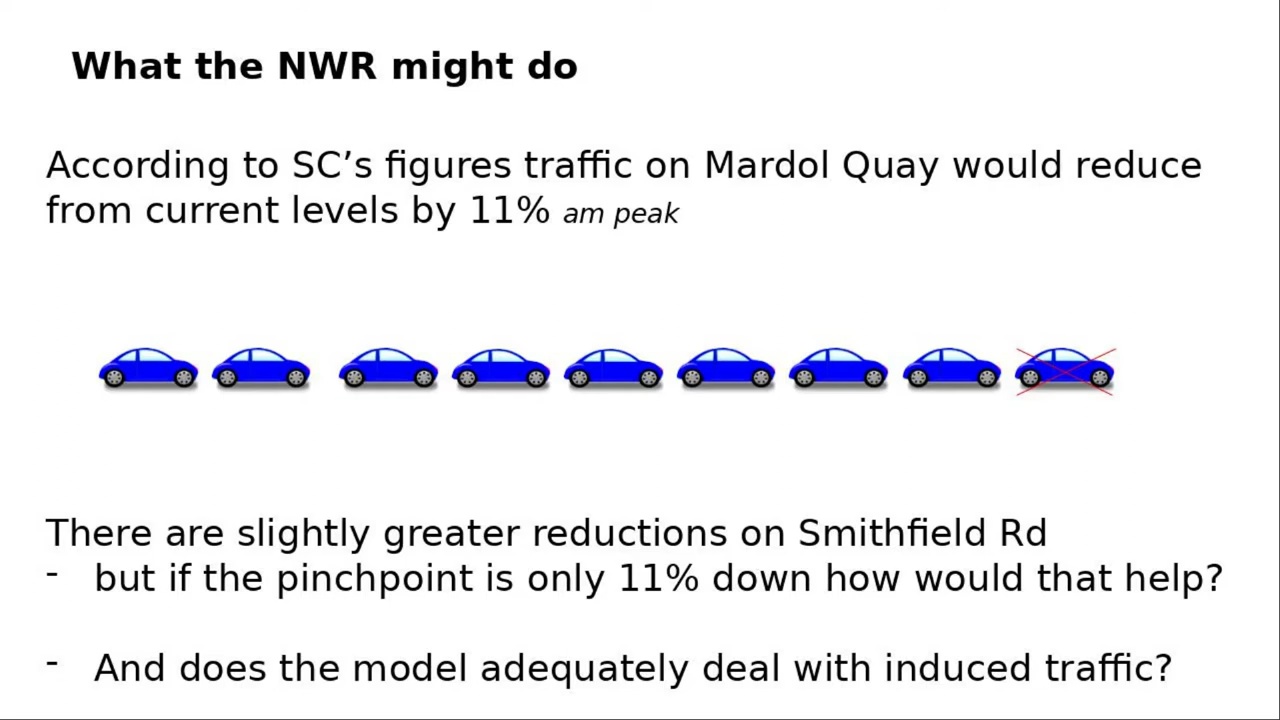 What the NWR might do
According to SC’s figures traffic on Mardol Quay would reduce
from current levels by 11% am peak
There are slightly greater reductions on Smithfield Rd
- but if the pinchpoint is only 11% down how would that help?
- And does the model adequately deal with induced traffic?